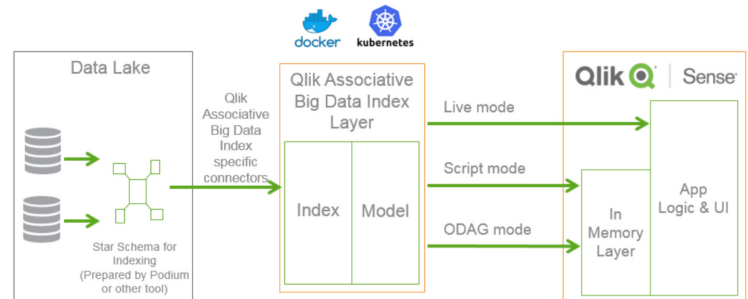 docker
kubernetes
Data Lake
Star Schema for
Indexing
(Prepared by Podium
or other tool)
Qlik
Associative
Big Data
Index
specific
connectors
Qlik Associative
Big Data Index
Layer
Index
Model
Live mode
Script mode
ODAG mode
Qlik Sense
In
Memory
Layer
App
Logic & UI